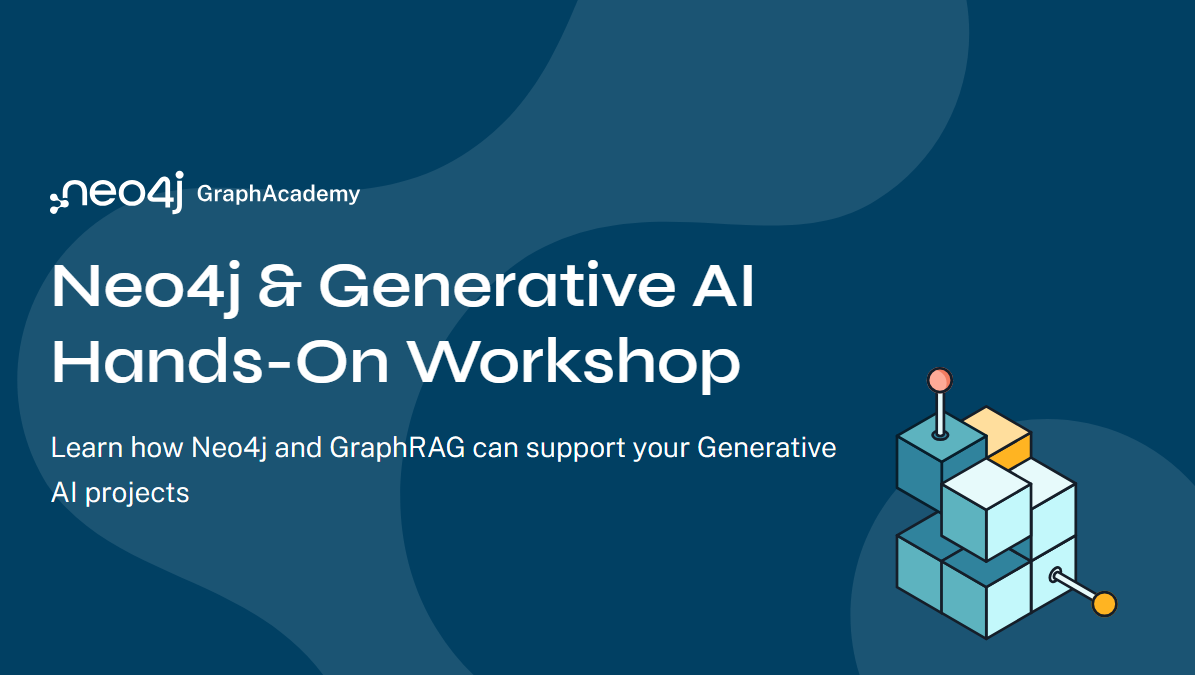 neo4j GraphAcademy
Neo4j & Generative AI
Hands-On Workshop
Learn how Neo4j and GraphRAG can support your Generative
AI projects